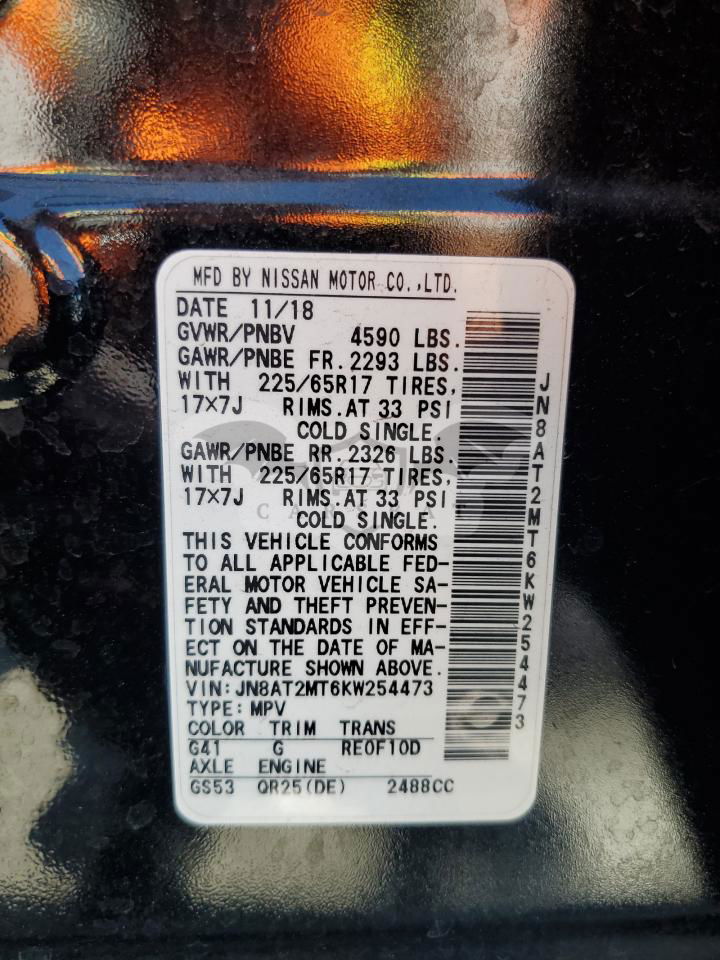 MFD BY NISSAN MOTOR CO.,LTD.
DATE 11/18
GVWR/PNBV 4590 LBS.
GAWR/PNBE FR. 2293 LBS.
WITH 225/65R17 TIRES,
17×7J RIMS. AT 33 PSI
COLD SINGLE.
GAWR/PNBE RR. 2326 LBS.
WITH 225/65R17 TIRES,
17×7J RIMS. AT 33 PSI
COLD SINGLE.
THIS VEHICLE CONFORMS
TO ALL APPLICABLE FED-
ERAL MOTOR VEHICLE SA-
FETY AND THEFT PREVEN-
TION STANDARDS IN EFF-
ECT ON THE DATE OF MA-
NUFACTURE SHOWN ABOVE.
VIN: JN8AT2MT6KW254473
TYPE: MPV
COLOR TRIM TRANS
G41 G RE0F10D
AXLE ENGINE
GS53 QR25(DE) 2488CC
JN8AT2MT6KW254473